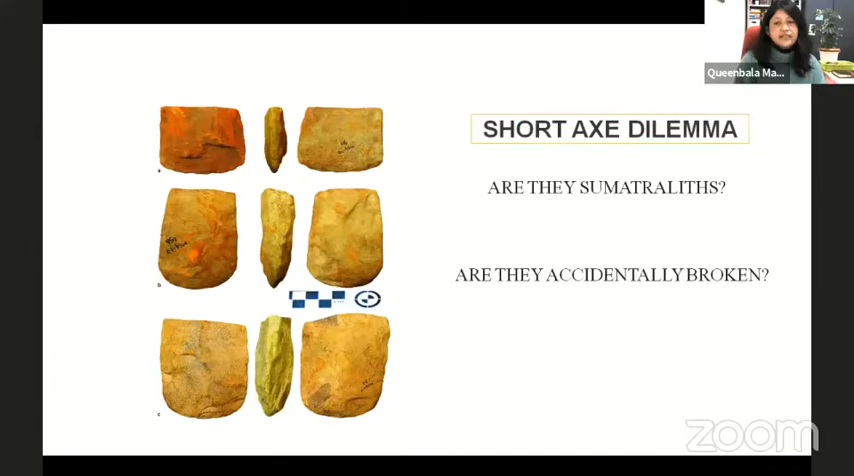 Queenbala Ma...
SHORT AXE DILEMMA
ARE THEY SUMATRALITHS?
ARE THEY ACCIDENTALLY BROKEN?
a
b
c
zoom